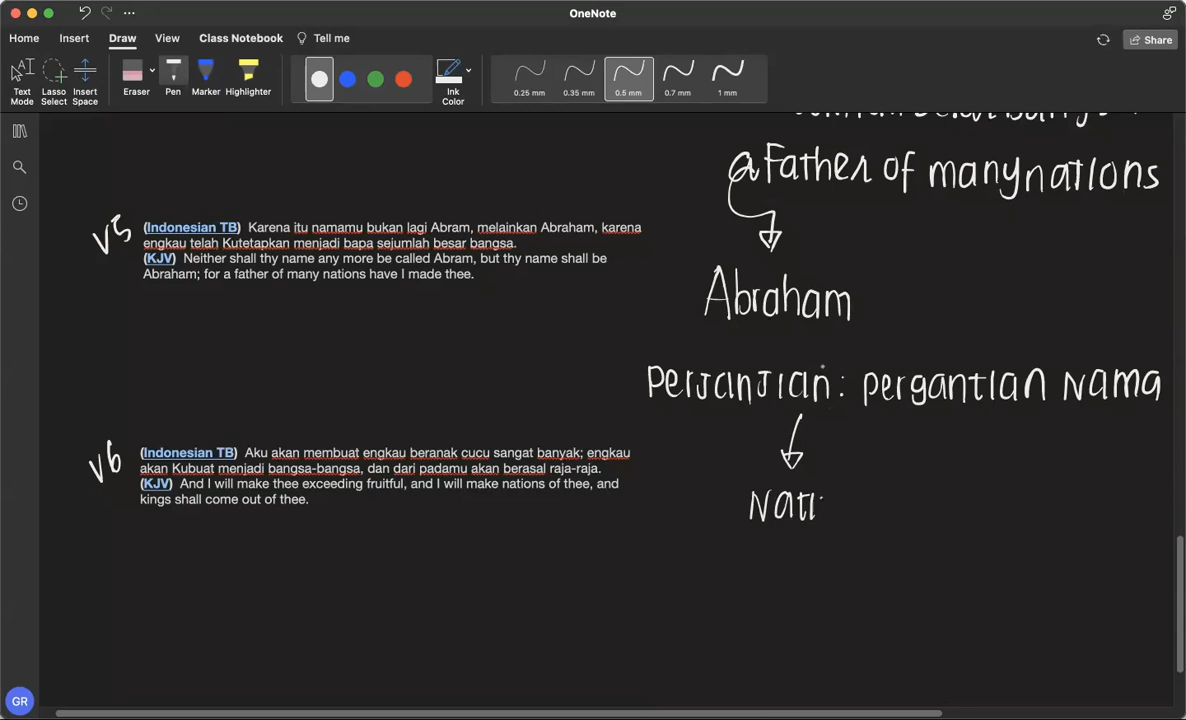 OneNote
Home Insert Draw View Class Notebook Tell me
Share
Text Mode
Lasso Select
Insert Space
Eraser
Pen
Marker
Highlighter
Ink Color
0.25 mm
0.35 mm
0.5 mm
0.7 mm
1 mm
a Father of many nations
v5
(Indonesian TB) Karena itu namamu bukan lagi Abram, melainkan Abraham, karena
engkau telah Kutetapkan menjadi bapa sejumlah besar bangsa.
(KJV) Neither shall thy name any more be called Abram, but thy name shall be
Abraham; for a father of many nations have I made thee.
Abraham
Perjanjian : pergantian Nama
v6
(Indonesian TB) Aku akan membuat engkau beranak cucu sangat banyak; engkau
akan Kubuat menjadi bangsa-bangsa, dan dari padamu akan berasal raja-raja.
(KJV) And I will make thee exceeding fruitful, and I will make nations of thee, and
kings shall come out of thee.
Nati
GR